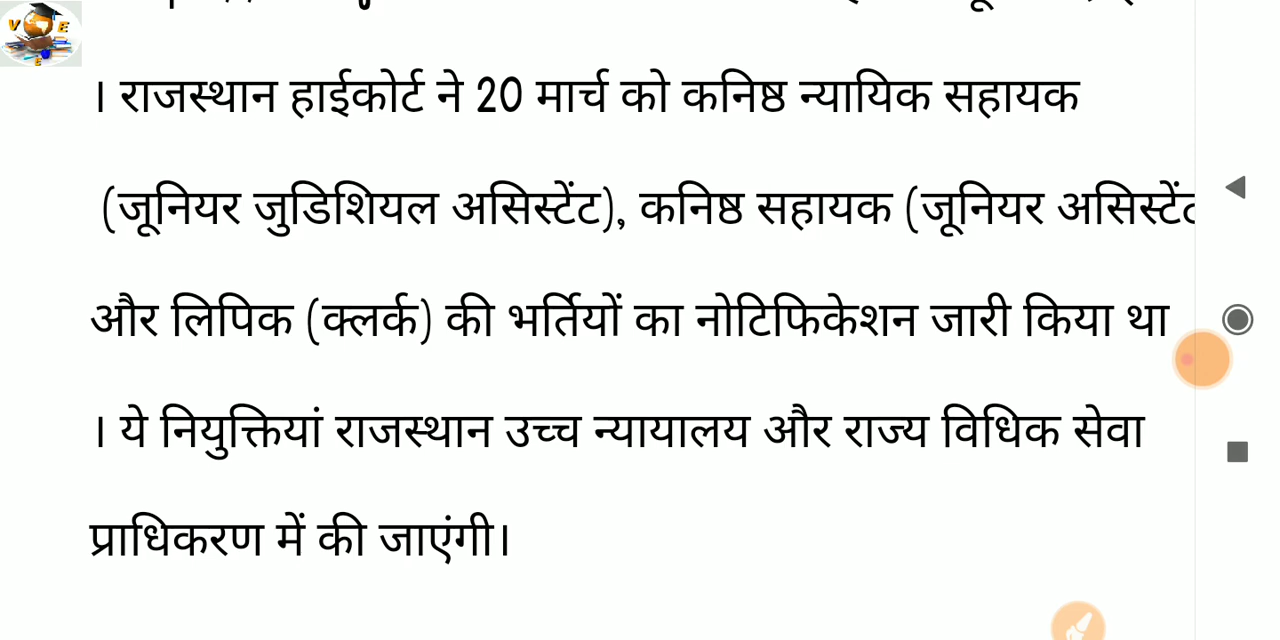 V E E E
। राजस्थान हाईकोर्ट ने 20 मार्च को कनिष्ठ न्यायिक सहायक
(जूनियर जुडिशियल असिस्टेंट), कनिष्ठ सहायक (जूनियर
और लिपिक (क्लर्क) की भर्तियों का नोटिफिकेशन जारी किया था
। ये नियुक्तियां राजस्थान उच्च न्यायालय और राज्य विधिक सेवा
प्राधिकरण में की जाएंगी।